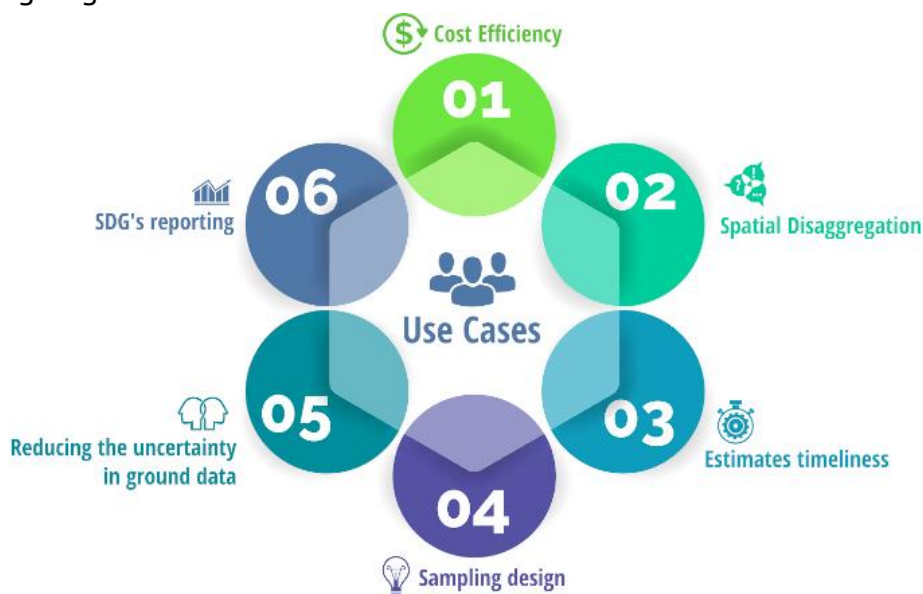 Cost Efficiency
01
02
Spatial Disaggregation
03
Estimates timeliness
04
Sampling design
05
Reducing the uncertainty
in ground data
06
SDG's reporting
Use Cases